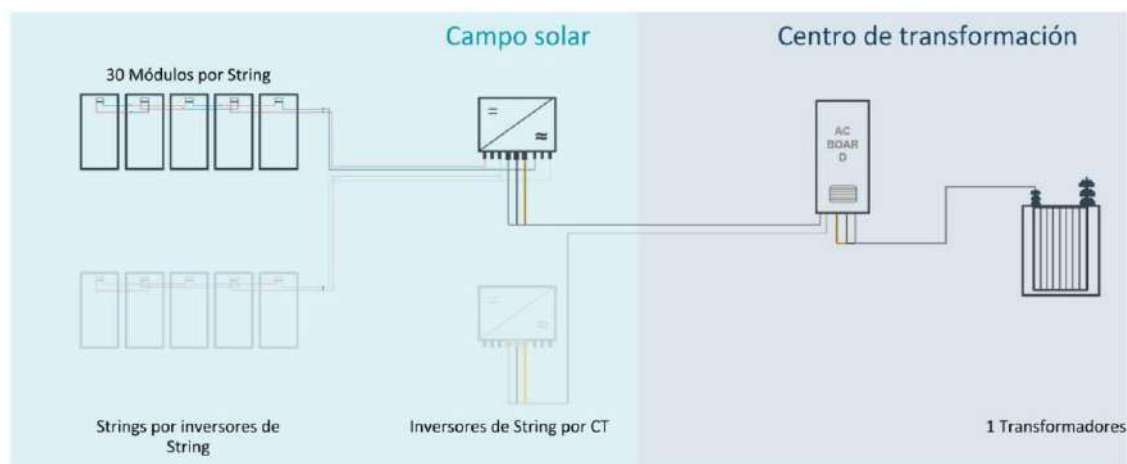 Campo solar
Centro de transformación
30 Módulos por String
AC
BOAR
D
Strings por inversores de
String
Inversores de String por CT
1 Transformadores